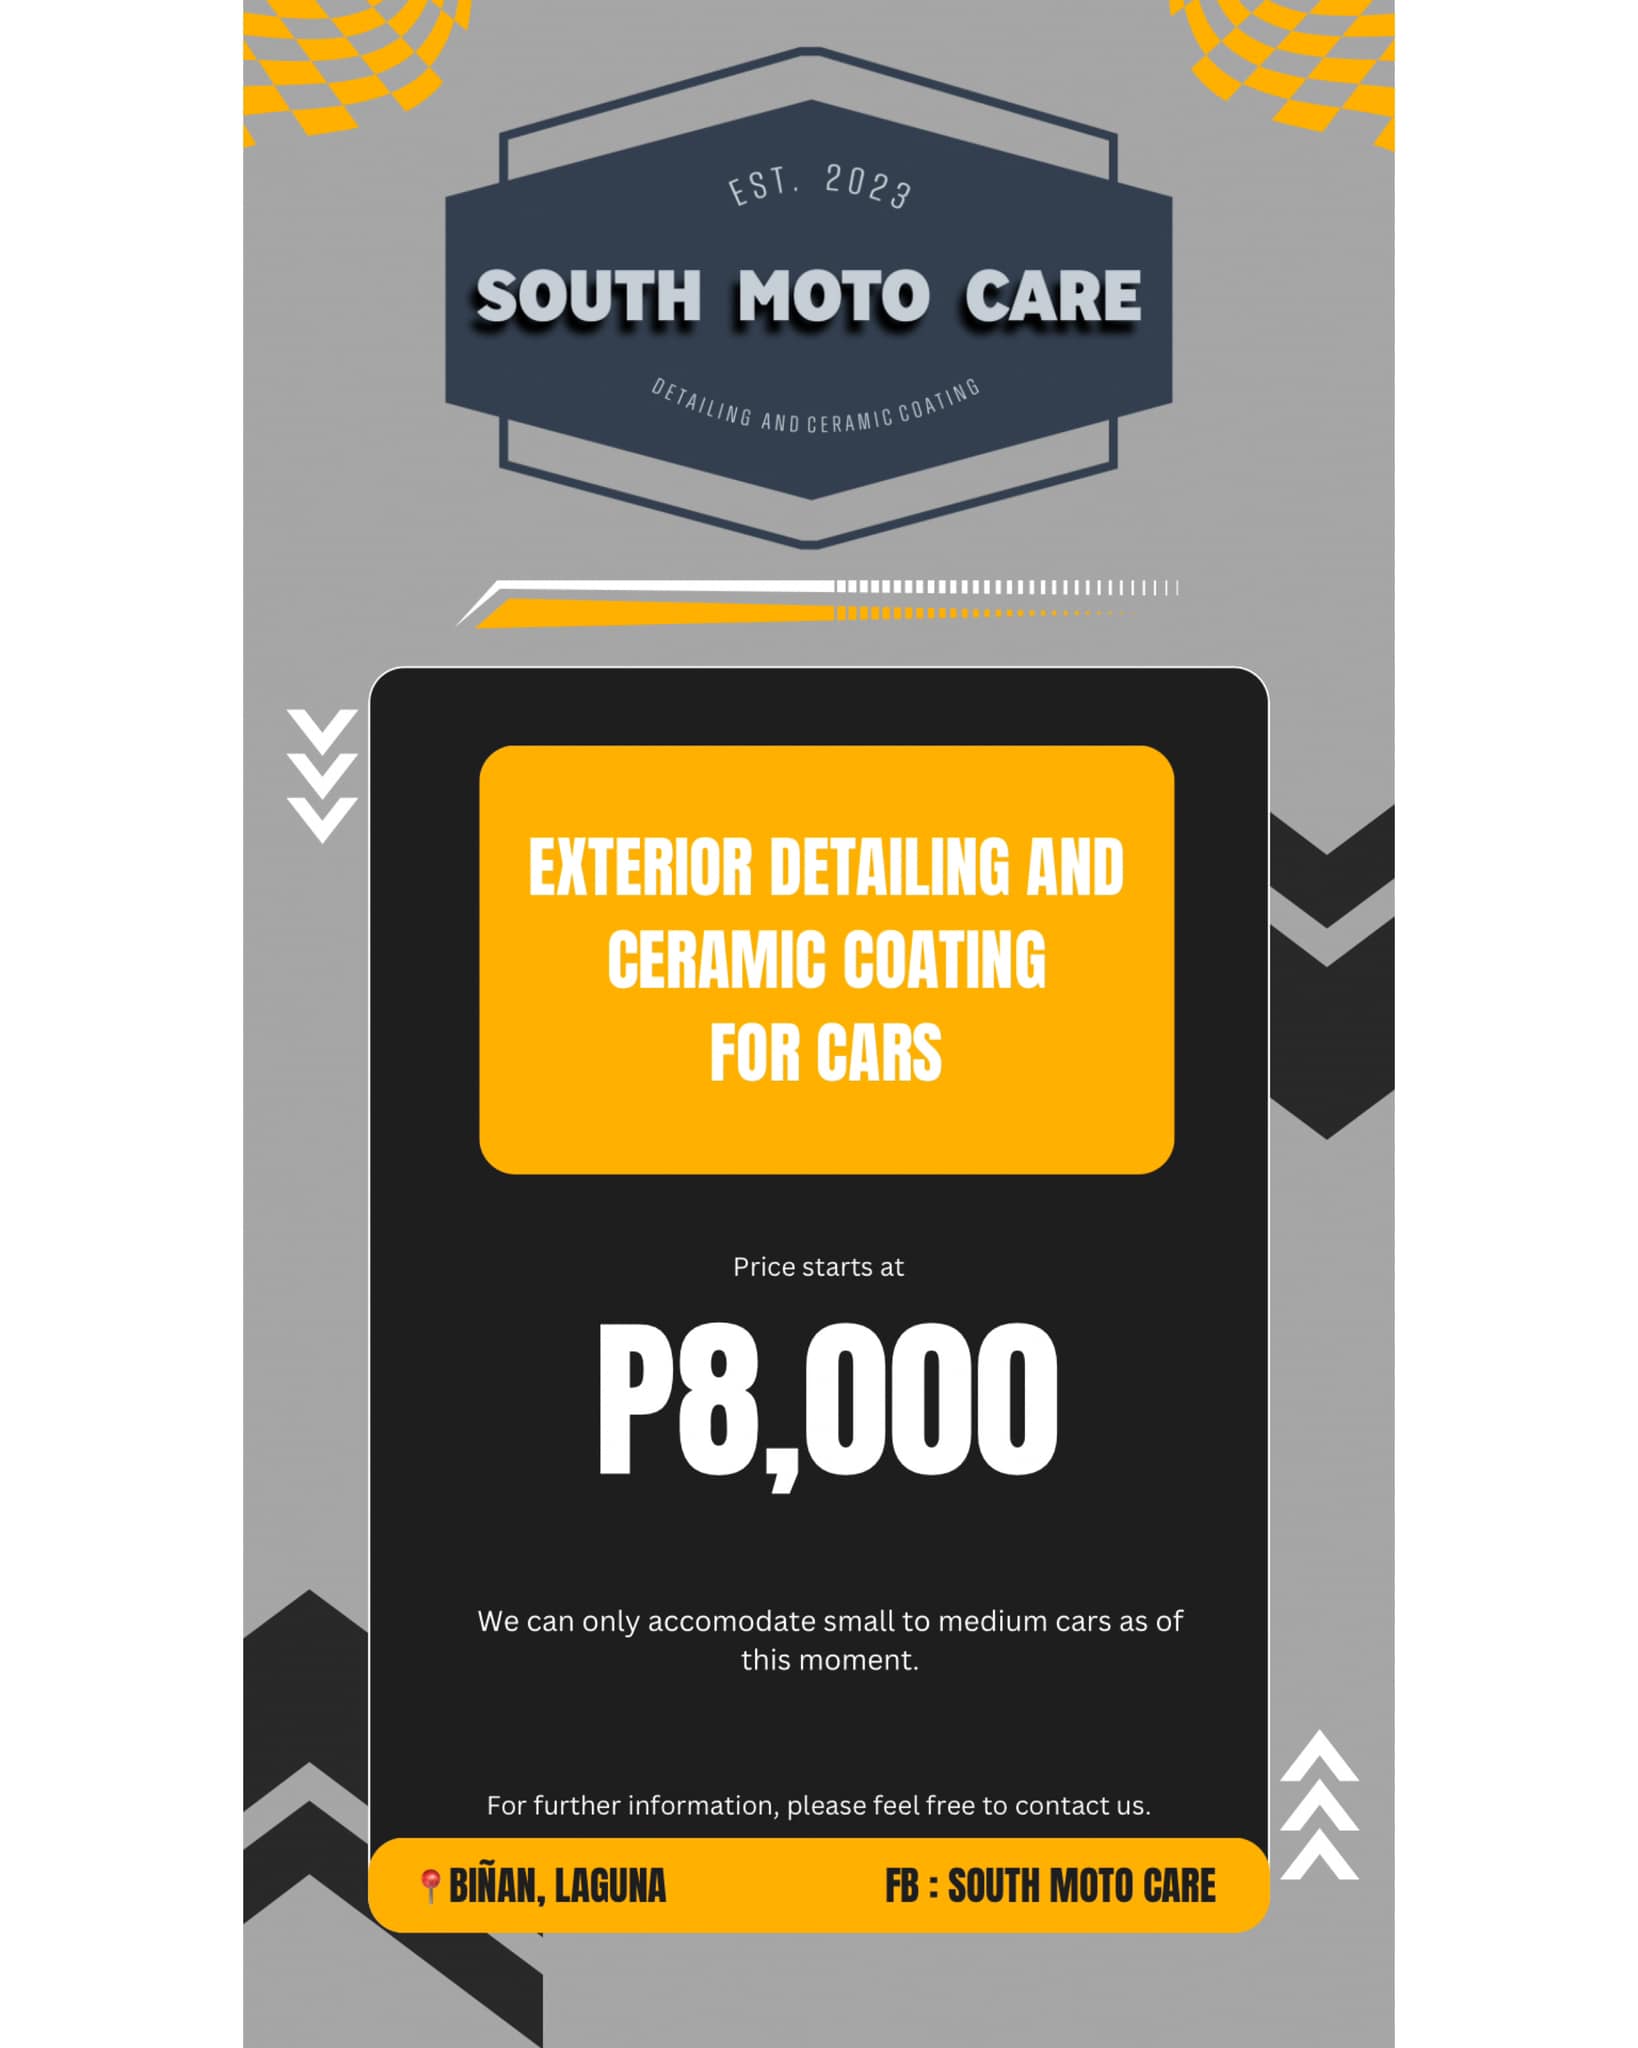 EST. 2023
SOUTH MOTO CARE
DETAILING AND CERAMIC COATING
EXTERIOR DETAILING AND
CERAMIC COATING
FOR CARS
Price starts at
P8,000
We can only accomodate small to medium cars as of
this moment.
For further information, please feel free to contact us.
BIÑAN, LAGUNA
FB : SOUTH MOTO CARE